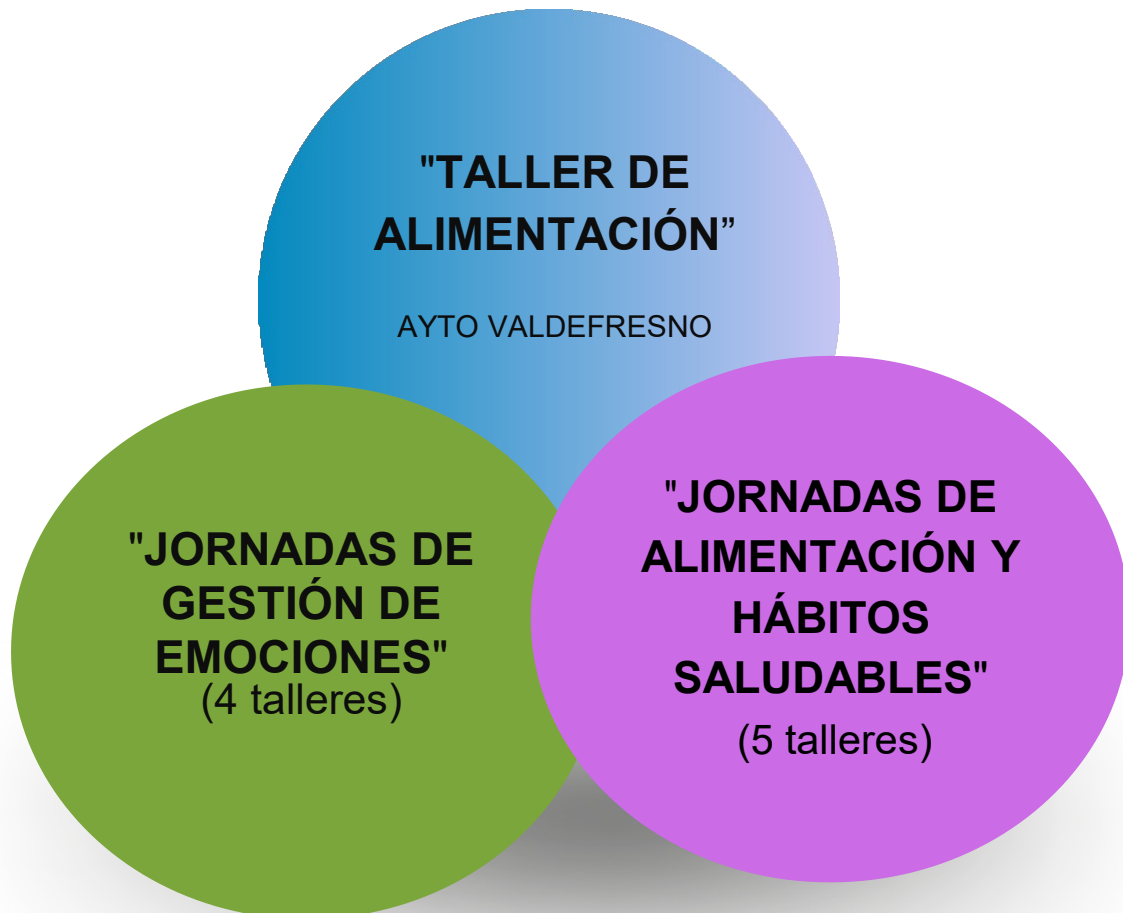 "TALLER DE
ALIMENTACIÓN”
AYTO VALDEFRESNO
"JORNADAS DE
GESTIÓN DE
EMOCIONES"
(4 talleres)
"JORNADAS DE
ALIMENTACIÓN Y
HÁBITOS
SALUDABLES"
(5 talleres)